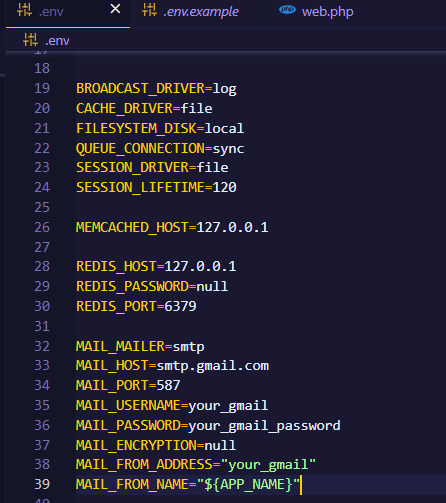 .env
.env.example
php web.php
.env
18
19 BROADCAST_DRIVER=log
20 CACHE_DRIVER=file
21 FILESYSTEM_DISK=local
22 QUEUE_CONNECTION=sync
23 SESSION_DRIVER=file
24 SESSION_LIFETIME=120
25
26 MEMCACHED_HOST=127.0.0.1
27
28 REDIS_HOST=127.0.0.1
29 REDIS_PASSWORD=null
30 REDIS_PORT=6379
31
32 MAIL_MAILER=smtp
33 MAIL_HOST=smtp.gmail.com
34 MAIL_PORT=587
35 MAIL_USERNAME=your_gmail
36 MAIL_PASSWORD=your_gmail_password
37 MAIL_ENCRYPTION=null
38 MAIL_FROM_ADDRESS="your_gmail"
39 MAIL_FROM_NAME="${APP_NAME}"